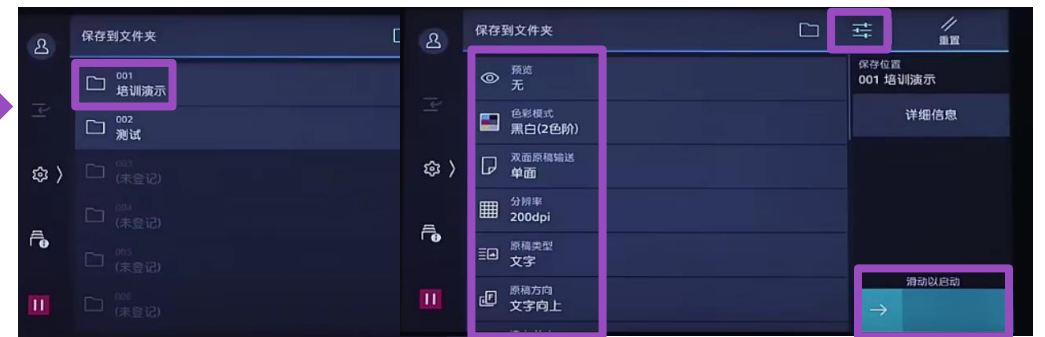 保存到文件夹
001
培训演示
002
测试
003
(未登记)
004
(未登记)
005
(未登记)
006
(未登记)
保存到文件夹
重置
预览
无
色彩模式
黑白(2色阶)
双面原稿输送
单面
分辨率
200dpi
原稿类型
文字
原稿方向
文字向上
保存位置
001 培训演示
详细信息
滑动以启动